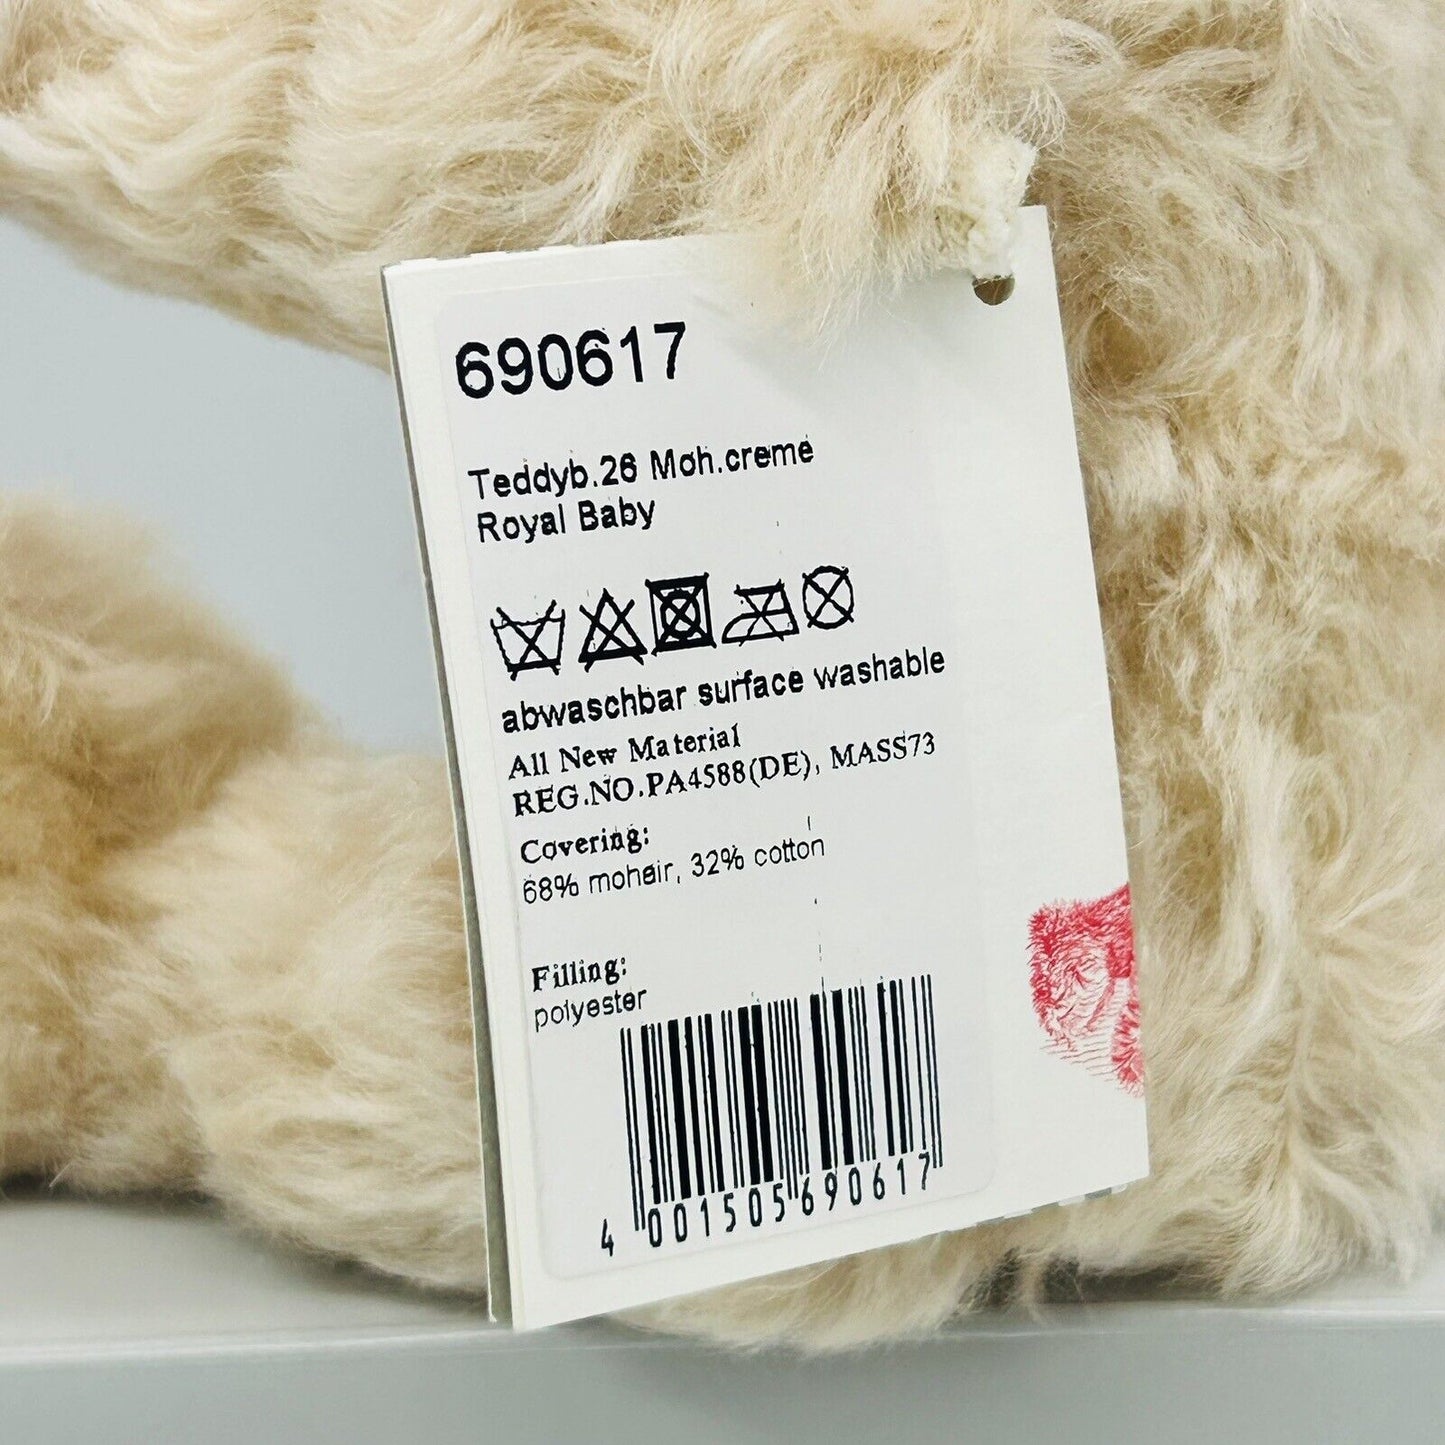 690617
Teddyb.26 Moh.creme
Royal Baby
abwaschbar surface washable
All New Material
REG.NO.PA4588(DE), MASS73
Covering:
68% mohair, 32% cotton
Filling:
polyester
4 001505 690617